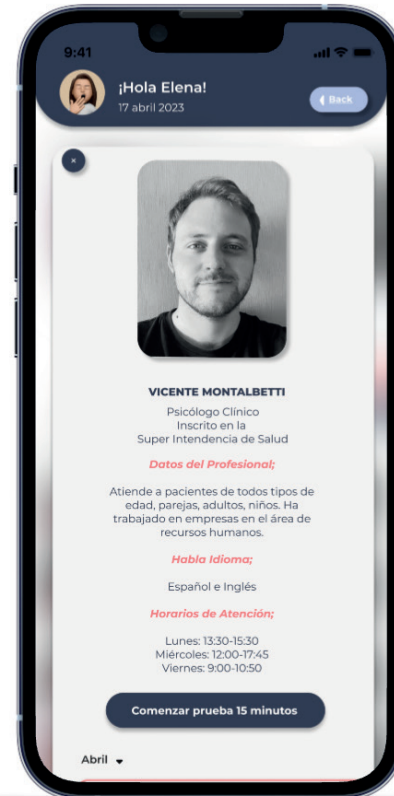 9:41
¡Hola Elena!
17 abril 2023
Back
×
VICENTE MONTALBETTI
Psicólogo Clínico
Inscrito en la
Super Intendencia de Salud
Datos del Profesional;
Atiende a pacientes de todos tipos de
edad, parejas, adultos, niños. Ha
trabajado en empresas en el área de
recursos humanos.
Habla Idioma;
Español e Inglés
Horarios de Atención;
Lunes: 13:30-15:30
Miércoles: 12:00-17:45
Viernes: 9:00-10:50
Comenzar prueba 15 minutos
Abril